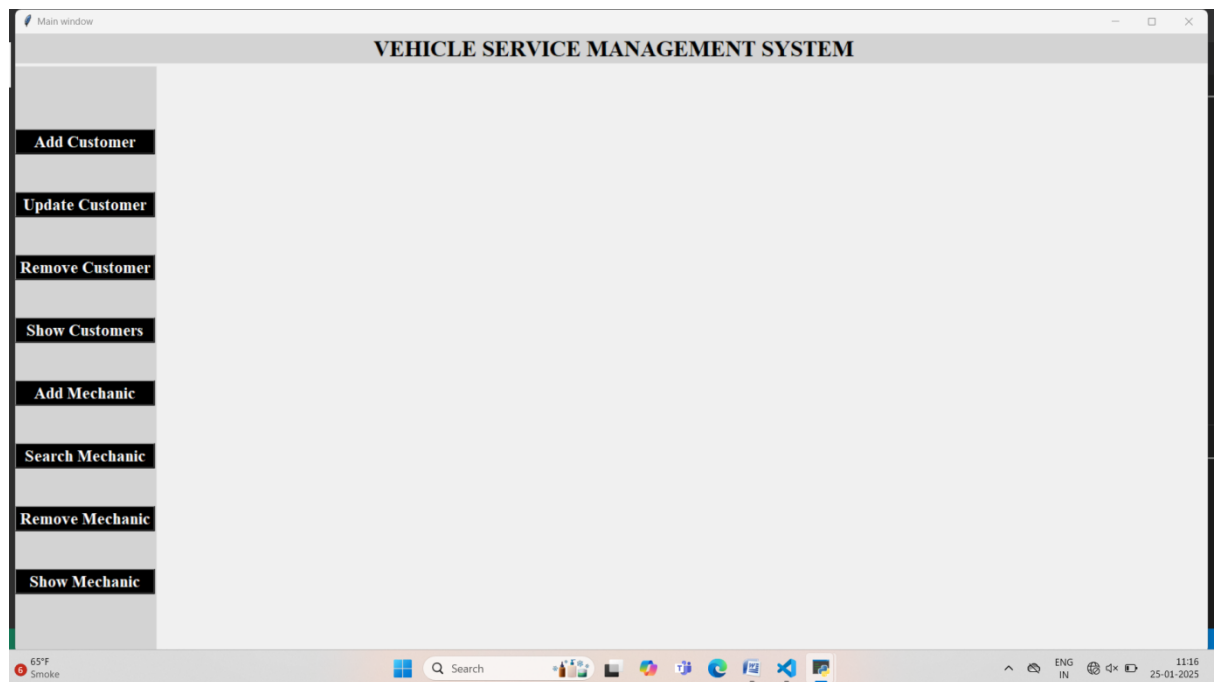 Main window
VEHICLE SERVICE MANAGEMENT SYSTEM
Add Customer
Update Customer
Remove Customer
Show Customers
Add Mechanic
Search Mechanic
Remove Mechanic
Show Mechanic
6
65°F
Smoke
Search
ENG
IN
11:16
25-01-2025